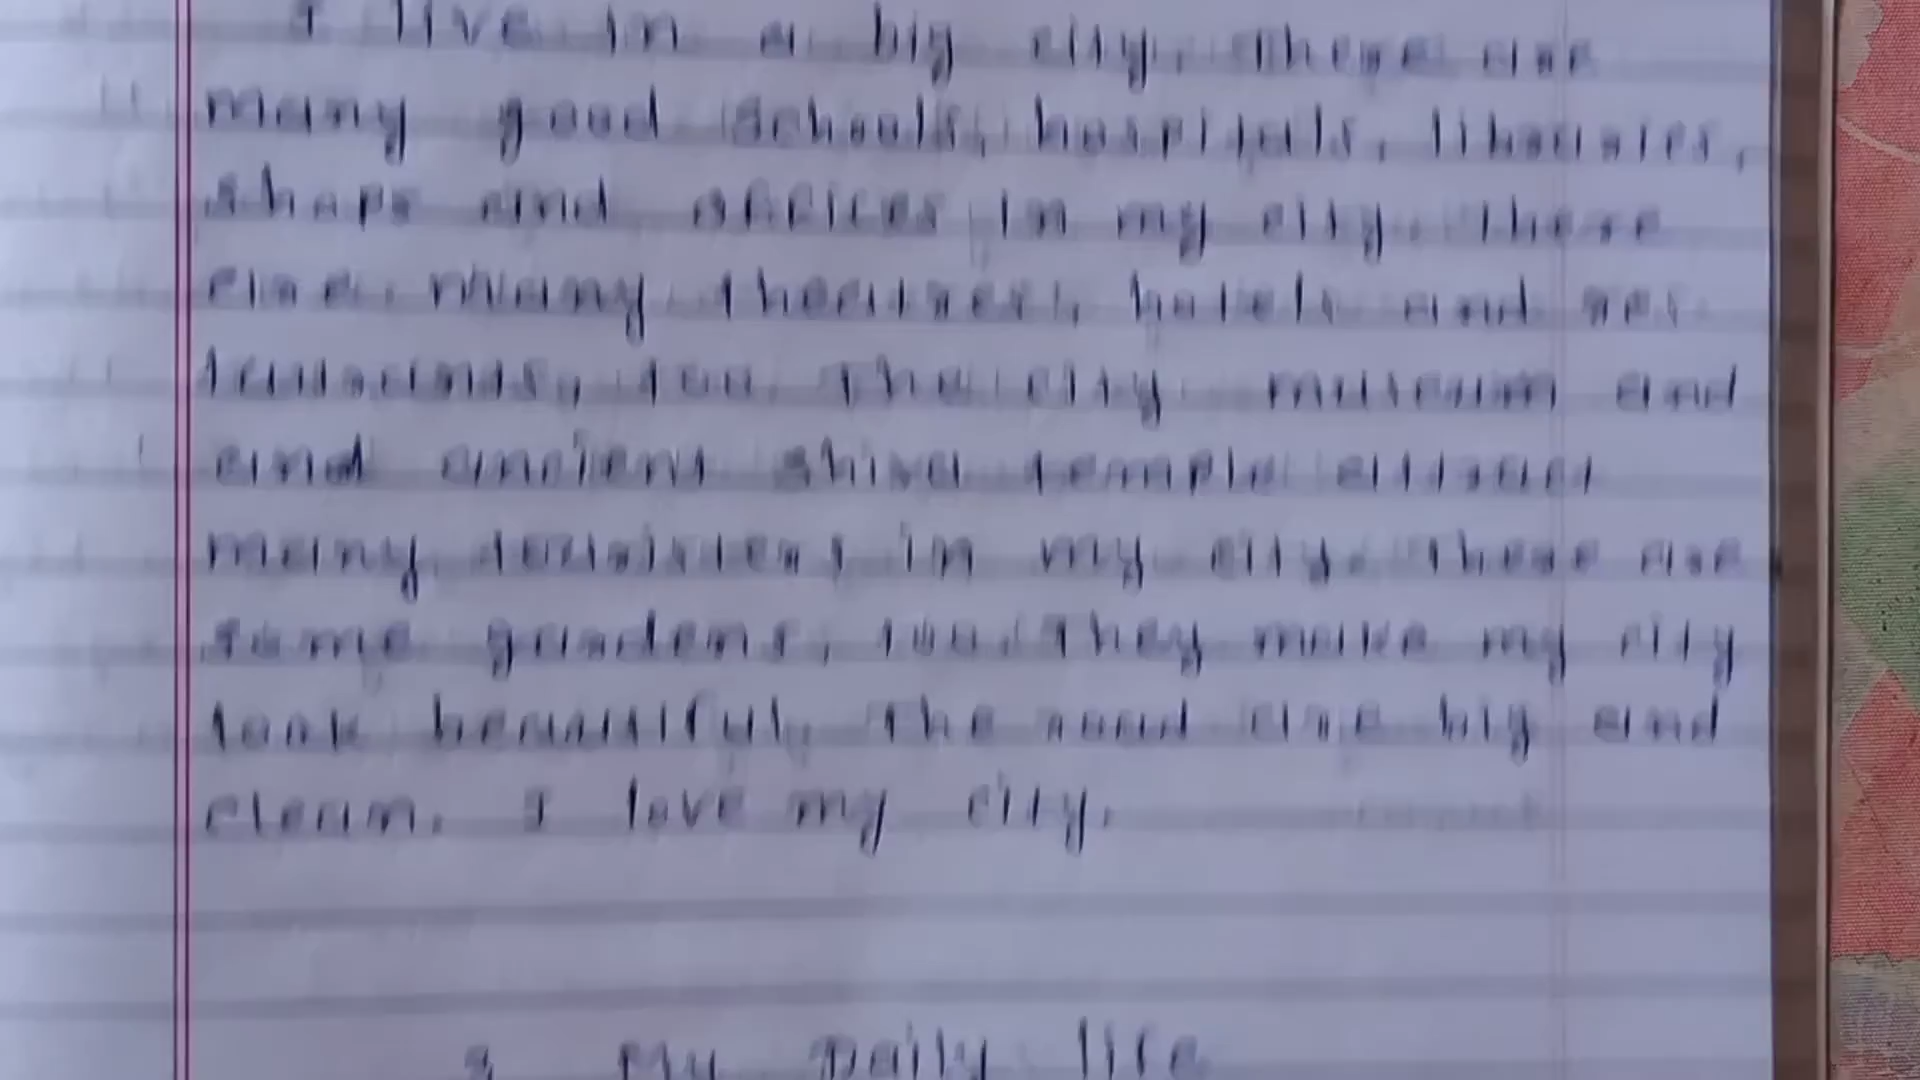 I live in a big city. There are
many good schools, hospitals, libraries,
shops and offices in my city. There
are many theatres, hotels and res-
taurants, too. The city museum and
and ancient shiva temple attract
many touristers in my city. There are
some gardens, too. They make my city
look beautiful. The road are big and
clean. I love my city.
My Daily life